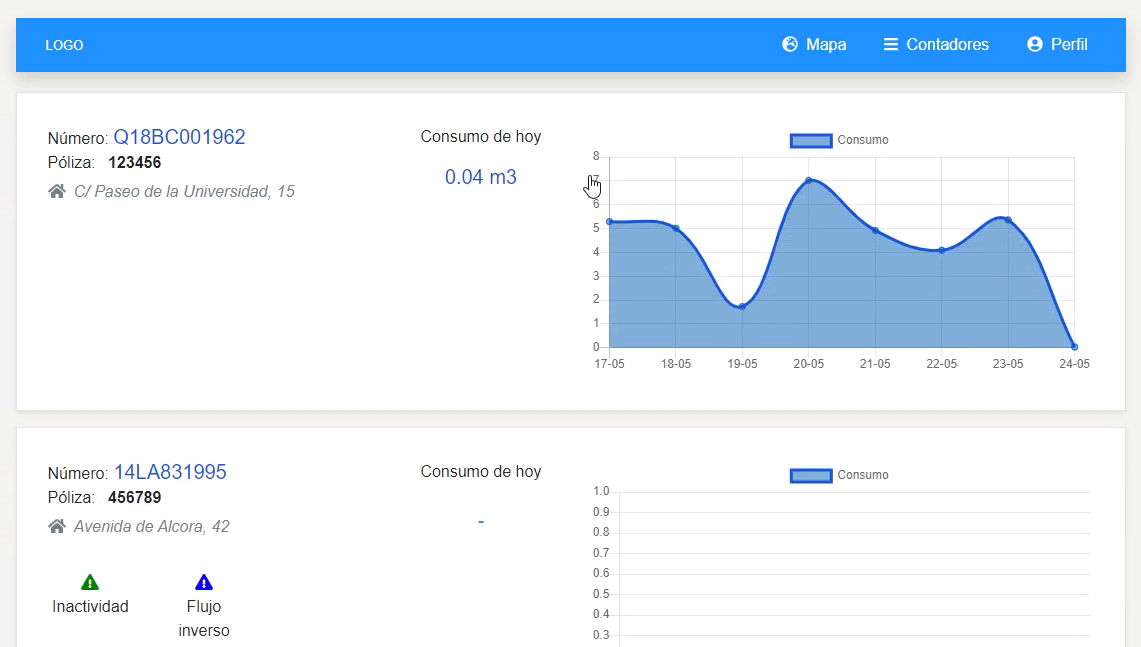 LOGO
Mapa
Contadores
Perfil
Número: Q18BC001962
Póliza: 123456
C/ Paseo de la Universidad, 15
Consumo de hoy
0.04 m3
Consumo
8
7
6
5
4
3
2
1
0
17-05 18-05 19-05 20-05 21-05 22-05 23-05 24-05
Número: 14LA831995
Póliza: 456789
Avenida de Alcora, 42
Inactividad
Flujo
inverso
Consumo de hoy
-
Consumo
1.0
0.9
0.8
0.7
0.6
0.5
0.4
0.3